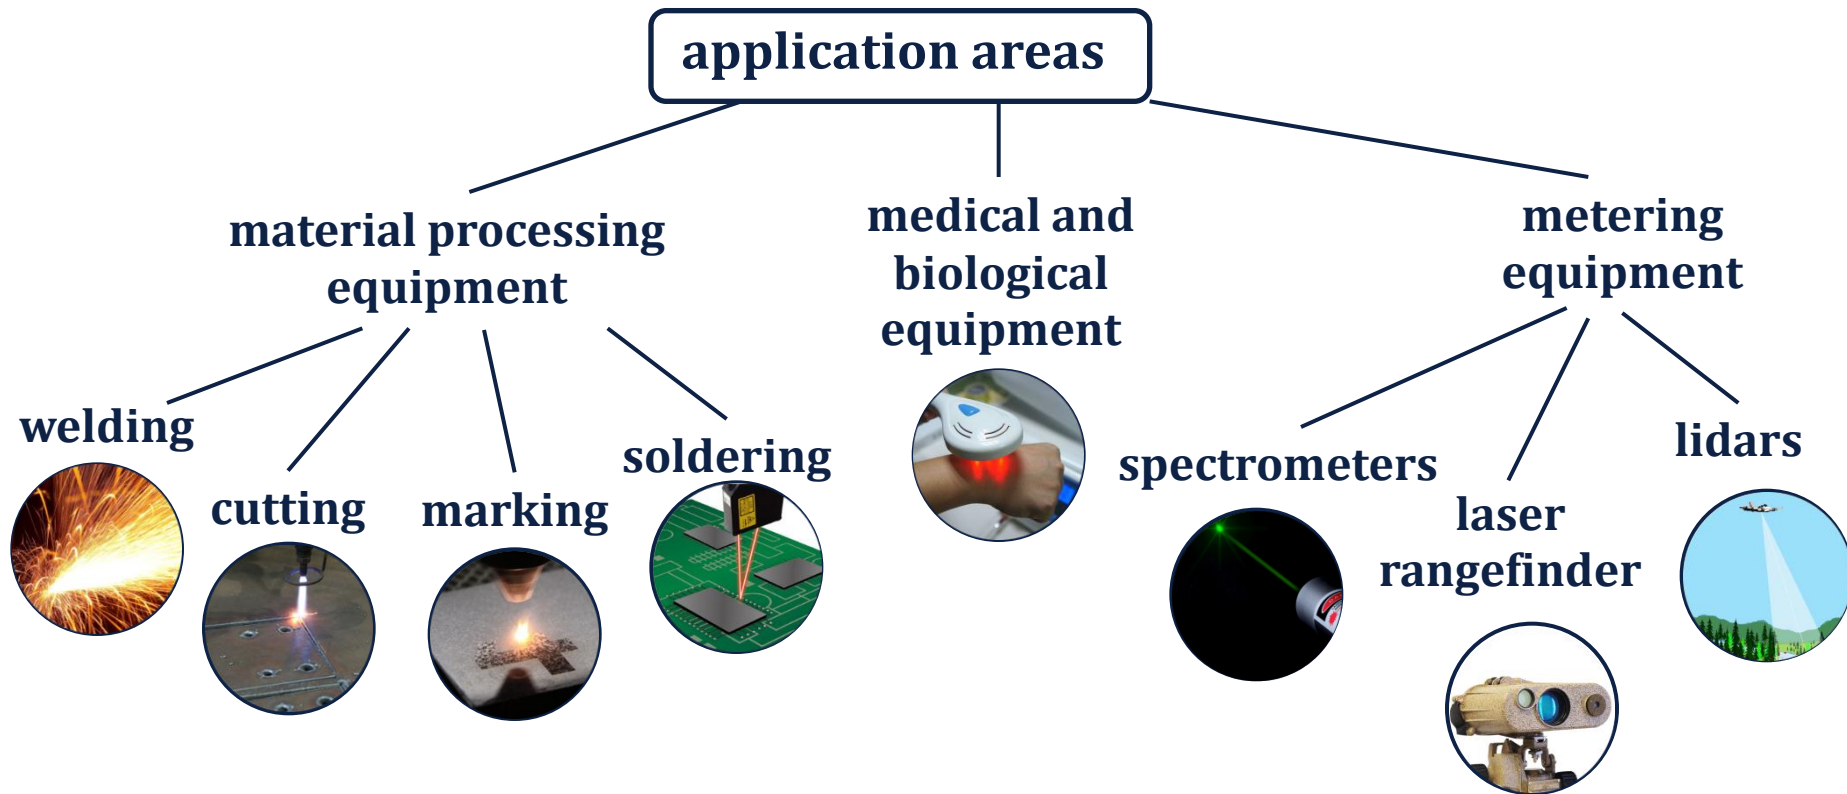 application areas
material processing
equipment
medical and
biological
equipment
metering
equipment
welding
cutting
marking
soldering
spectrometers
laser
rangefinder
lidars